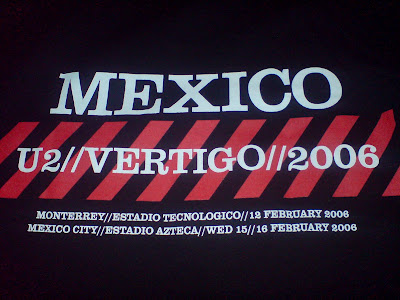 MEXICO
U2//VERTIGO//2006
MONTERREY//ESTADIO TECNOLOGICO//12 FEBRUARY 2006
MEXICO CITY//ESTADIO AZTECA//WED 15//16 FEBRUARY 2006